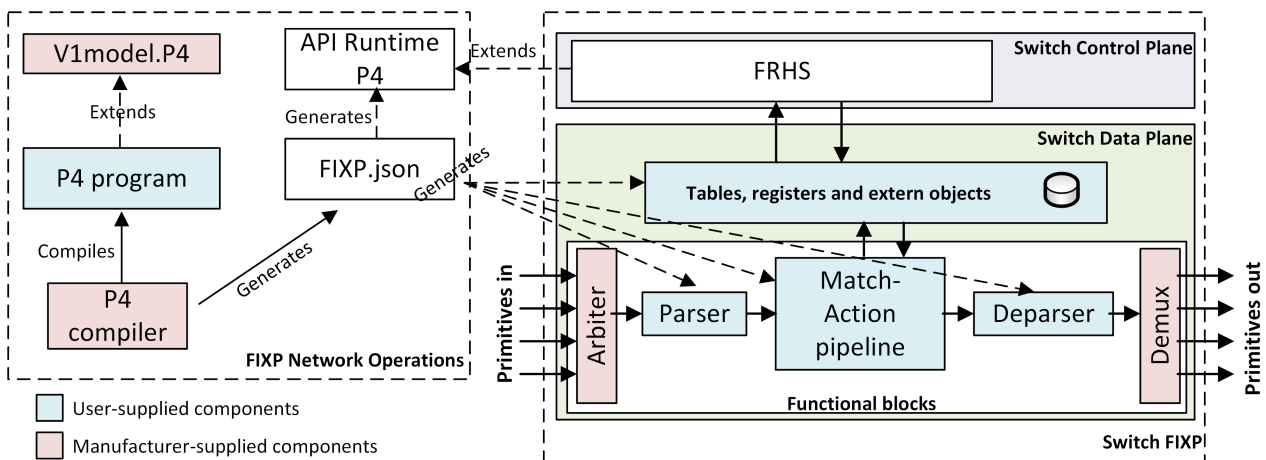 V1model.P4
Extends
P4 program
Compiles
P4
compiler
Generates
API Runtime
P4
Generates
FIXP.json
Generates
FIXP Network Operations
User-supplied components
Manufacturer-supplied components
Extends
Switch Control Plane
FRHS
Switch Data Plane
Tables, registers and extern objects
Primitives in
Arbiter
Parser
Match-
Action
pipeline
Deparser
Demux
Primitives out
Functional blocks
Switch FIXP